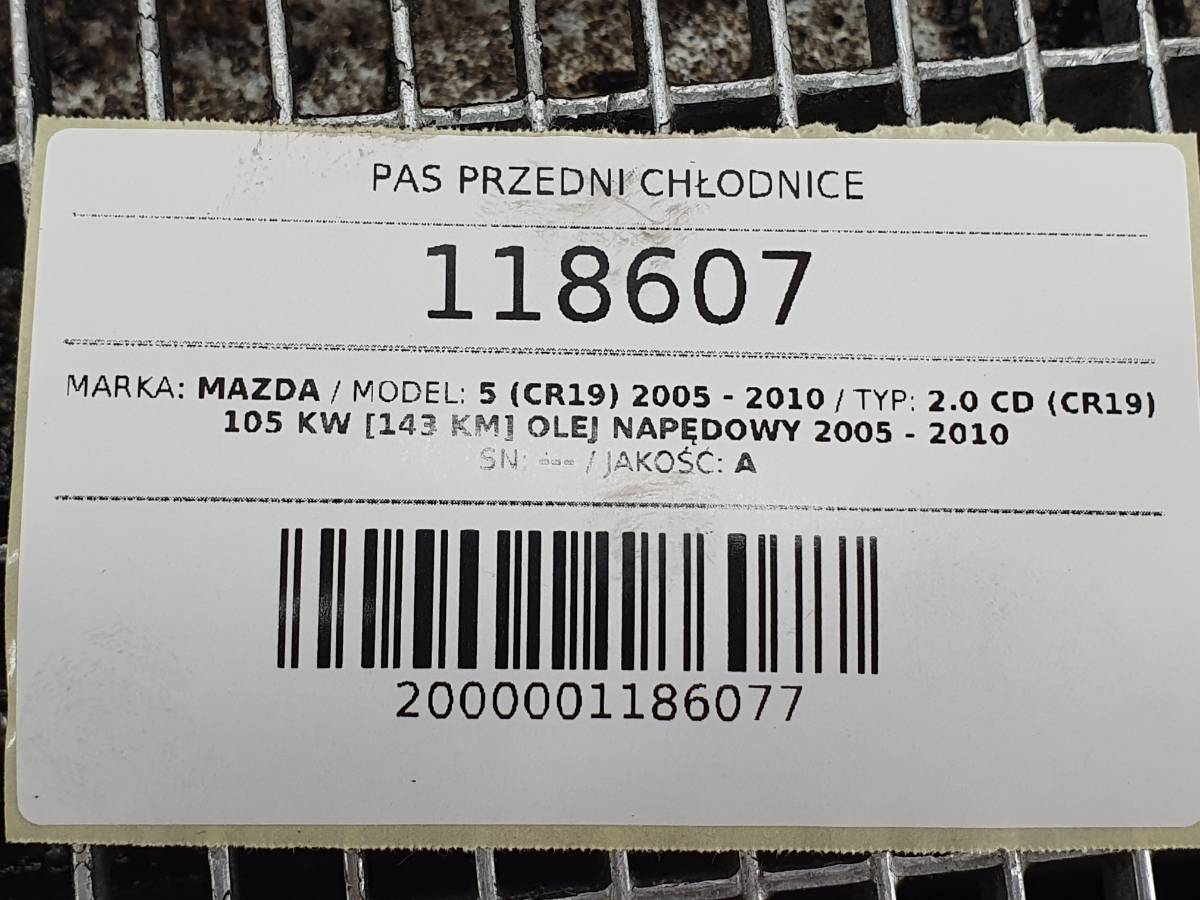 PAS PRZEDNI CHŁODNICE
118607
MARKA: MAZDA / MODEL: 5 (CR19) 2005 - 2010 / TYP: 2.0 CD (CR19)
105 KW [143 KM] OLEJ NAPĘDOWY 2005 - 2010
SN: --- / JAKOŚĆ: A
2000001186077